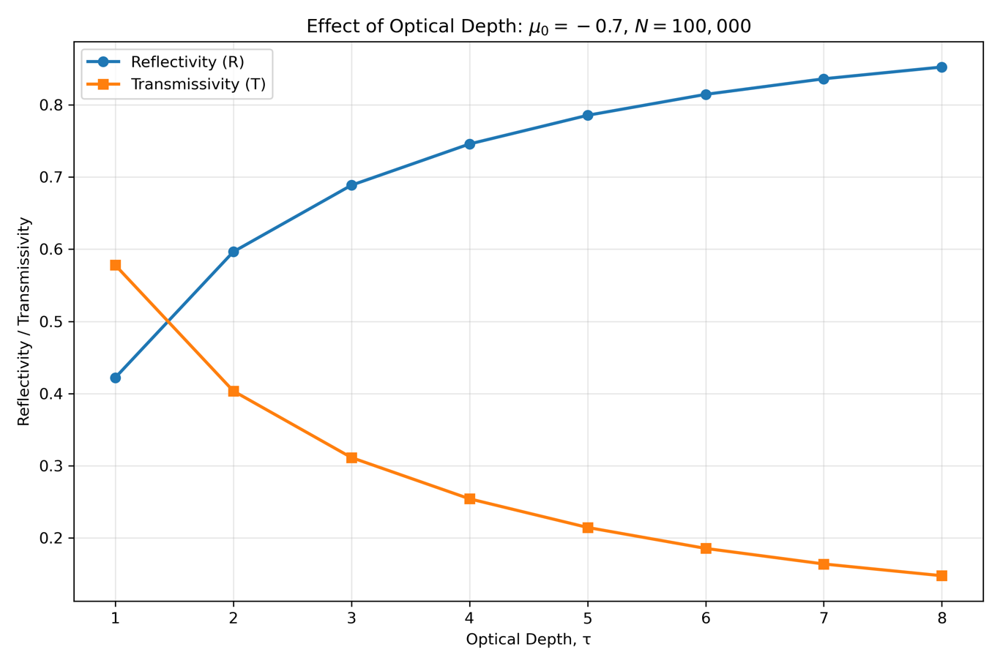 Effect of Optical Depth: μ₀ = −0.7, N = 100,000
Reflectivity (R)
Transmissivity (T)
Reflectivity / Transmissivity
0.8
0.7
0.6
0.5
0.4
0.3
0.2
1 2 3 4 5 6 7 8
Optical Depth, τ